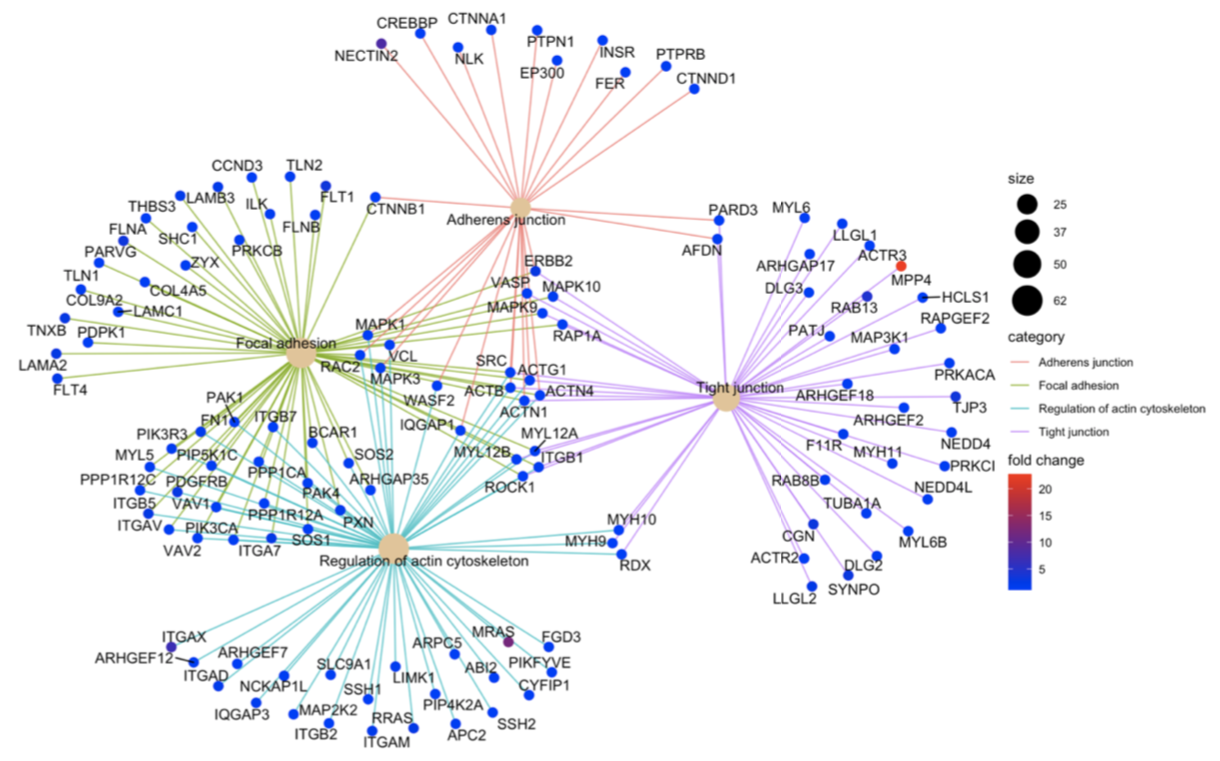 CREBBP
CTNNA1
NECTIN2
NLK
PTPN1
EP300
INSR
FER
PTPRB
CTNND1
Adherens junction
CCND3
TLN2
LAMB3
FLT1
CTNNB1
THBS3
ILK
FLNA
SHC1
FLNB
PARVG
PRKCB
ZYX
TLN1
COL4A5
COL9A2
LAMC1
TNXB
PDPK1
LAMA2
FLT4
Focal adhesion
PARD3
AFDN
ERBB2
VASP
MAPK10
MAPK9
RAP1A
MAPK1
RAC2
VCL
MAPK3
SRC
ACTG1
ACTB
ACTN4
ACTN1
WASF2
IQGAP1
MYL12A
MYL12B
ITGB1
ROCK1
MYL6
LLGL1
ACTR3
ARHGAP17
MPP4
DLG3
RAB13
HCLS1
PATJ
RAPGEF2
MAP3K1
PRKACA
Tight junction
ARHGEF18
TJP3
ARHGEF2
F11R
NEDD4
MYH11
PRKCI
RAB8B
NEDD4L
TUBA1A
CGN
MYL6B
ACTR2
DLG2
SYNPO
LLGL2
PAK1
FN1
ITGB7
PIK3R3
BCAR1
MYL5
PIP5K1C
SOS2
PPP1R12C
PDGFRB
PPP1CA
ARHGAP35
ITGB5
VAV1
PAK4
ITGAV
PPP1R12A
PXN
PIK3CA
VAV2
ITGA7
SOS1
MYH10
MYH9
RDX
Regulation of actin cytoskeleton
ITGAX
ARHGEF12
ARHGEF7
ITGAD
SLC9A1
NCKAP1L
IQGAP3
SSH1
MAP2K2
ITGB2
LIMK1
RRAS
ITGAM
ARPC5
MRAS
FGD3
ABI2
PIKFYVE
CYFIP1
PIP4K2A
APC2
SSH2
size
25
37
50
62
category
Adherens junction
Focal adhesion
Regulation of actin cytoskeleton
Tight junction
fold change
20
15
10
5